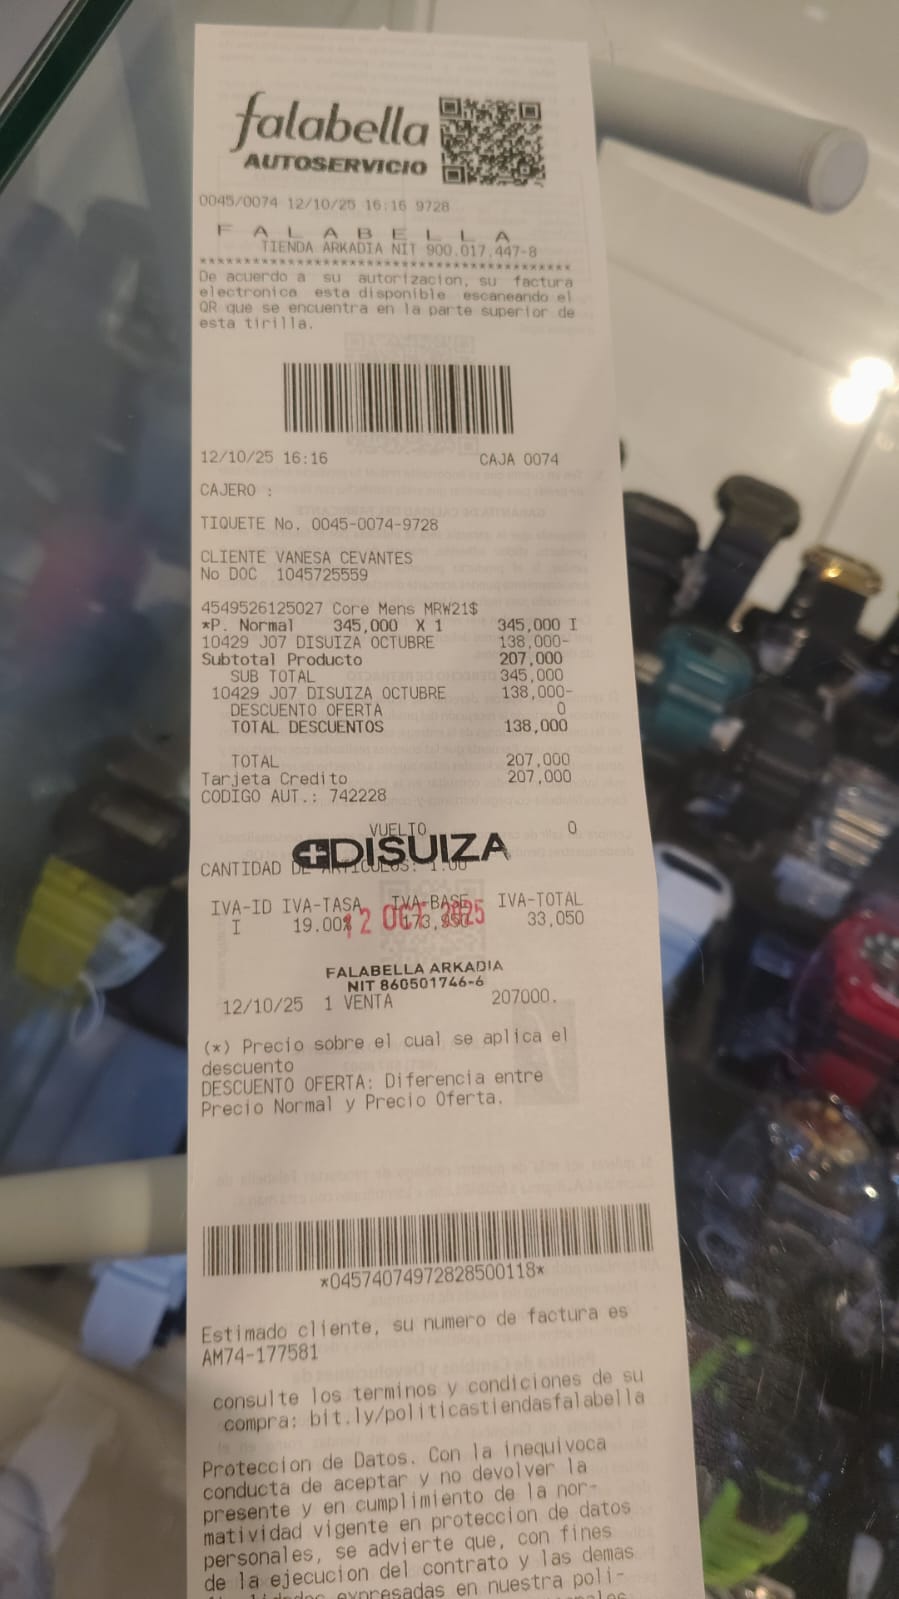 falabella
AUTOSERVICIO
0045/0074 12/10/25 16:16 9728
F A L A B E L L A
TIENDA ARKADIA NIT 900.017.447-8
******************************************
De acuerdo a su autorizacion, su factura
electronica esta disponible escaneando el
QR que se encuentra en la parte superior de
esta tirilla.
12/10/25 16:16 CAJA 0074
CAJERO :
TIQUETE No. 0045-0074-9728
CLIENTE VANESA CEVANTES
No DOC 1045725559
4549526125027 Core Mens MRW21$
*P. Normal 345,000 X 1 345,000 I
10429 J07 DISUIZA OCTUBRE 138,000-
Subtotal Producto 207,000
SUB TOTAL 345,000
10429 J07 DISUIZA OCTUBRE 138,000-
DESCUENTO OFERTA 0
TOTAL DESCUENTOS 138,000
TOTAL 207,000
Tarjeta Credito 207,000
CODIGO AUT.: 742228
VUELTO 0
DISUIZA
CANTIDAD DE ARTICULOS: 1.00
IVA-ID IVA-TASA IVA-BASE IVA-TOTAL
I 19.00% 173,950 33,050
12 OCT 2025
FALABELLA ARKADIA
NIT 860501746-6
12/10/25 1 VENTA 207000.
(*) Precio sobre el cual se aplica el
descuento
DESCUENTO OFERTA: Diferencia entre
Precio Normal y Precio Oferta.
*04574074972828500118*
Estimado cliente, su numero de factura es
AM74-177581
consulte los terminos y condiciones de su
compra: bit.ly/politicastiendasfalabella
Proteccion de Datos. Con la inequivoca
conducta de aceptar y no devolver la
presente y en cumplimiento de la nor-
matividad vigente en proteccion de datos
personales, se advierte que, con fines
de la ejecucion del contrato y las demas
expresadas en nuestra poli-